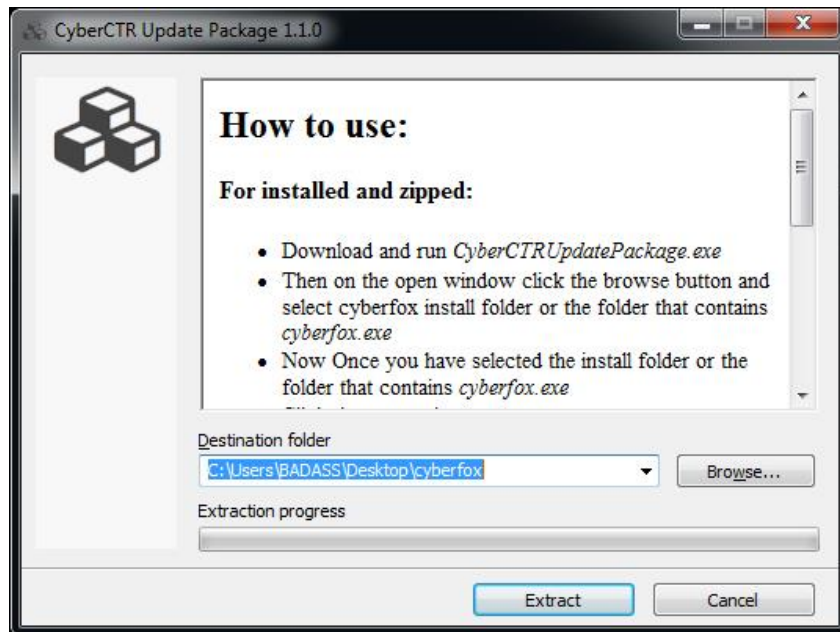 CyberCTR Update Package 1.1.0
How to use:
For installed and zipped:
• Download and run CyberCTRUpdatePackage.exe
• Then on the open window click the browse button and
select cyberfox install folder or the folder that contains
cyberfox.exe
• Now Once you have selected the install folder or the
folder that contains cyberfox.exe
Destination folder
C:\Users\BADASS\Desktop\cyberfox
Browse...
Extraction progress
Extract
Cancel